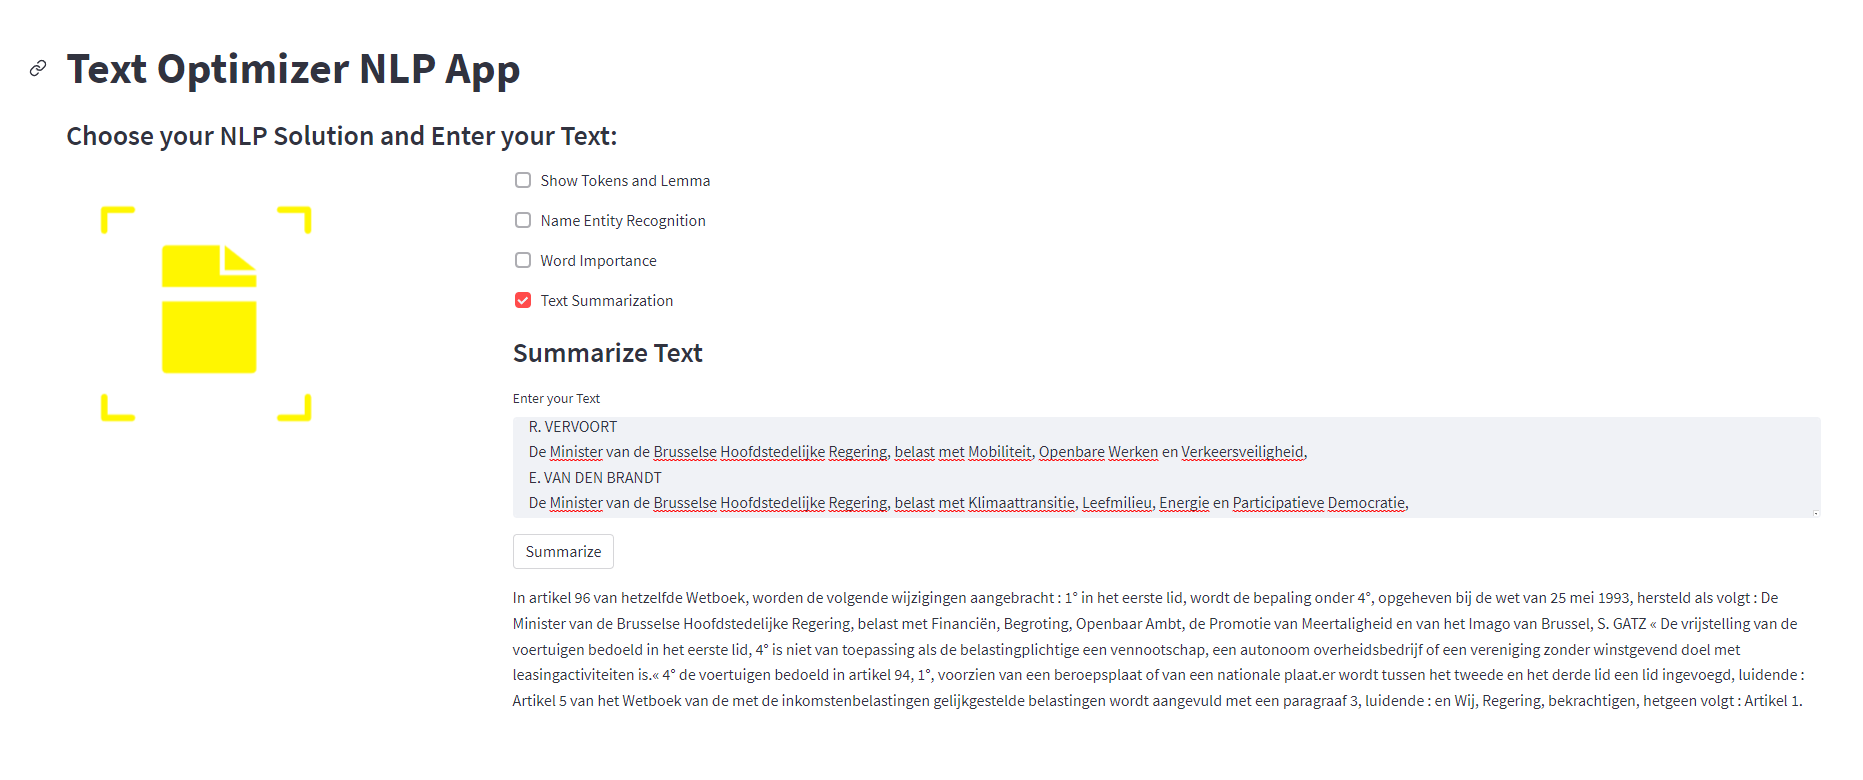 Text Optimizer NLP App
Choose your NLP Solution and Enter your Text:
Show Tokens and Lemma
Name Entity Recognition
Word Importance
Text Summarization
Summarize Text
Enter your Text
R. VERVOORT
De Minister van de Brusselse Hoofdstedelijke Regering, belast met Mobiliteit, Openbare Werken en Verkeersveiligheid,
E. VAN DEN BRANDT
De Minister van de Brusselse Hoofdstedelijke Regering, belast met Klimaattransitie, Leefmilieu, Energie en Participatieve Democratie,
Summarize
In artikel 96 van hetzelfde Wetboek, worden de volgende wijzigingen aangebracht : 1° in het eerste lid, wordt de bepaling onder 4°, opgeheven bij de wet van 25 mei 1993, hersteld als volgt : De
Minister van de Brusselse Hoofdstedelijke Regering, belast met Financiën, Begroting, Openbaar Ambt, de Promotie van Meertaligheid en van het Imago van Brussel, S. GATZ « De vrijstelling van de
voertuigen bedoeld in het eerste lid, 4° is niet van toepassing als de belastingplichtige een vennootschap, een autonoom overheidsbedrijf of een vereniging zonder winstgevend doel met
leasingactiviteiten is.« 4° de voertuigen bedoeld in artikel 94, 1°, voorzien van een beroepsplaat of van een nationale plaat.er wordt tussen het tweede en het derde lid een lid ingevoegd, luidende :
Artikel 5 van het Wetboek van de met de inkomstenbelastingen gelijkgestelde belastingen wordt aangevuld met een paragraaf 3, luidende : en Wij, Regering, bekrachtigen, hetgeen volgt : Artikel 1.